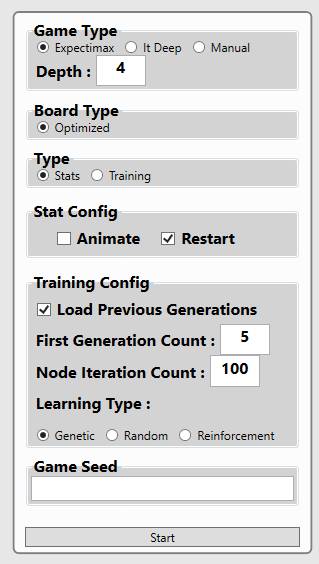 Game Type
Expectimax It Deep Manual
Depth : 4
Board Type
Optimized
Type
Stats Training
Stat Config
Animate Restart
Training Config
Load Previous Generations
First Generation Count : 5
Node Iteration Count : 100
Learning Type :
Genetic Random Reinforcement
Game Seed
Start